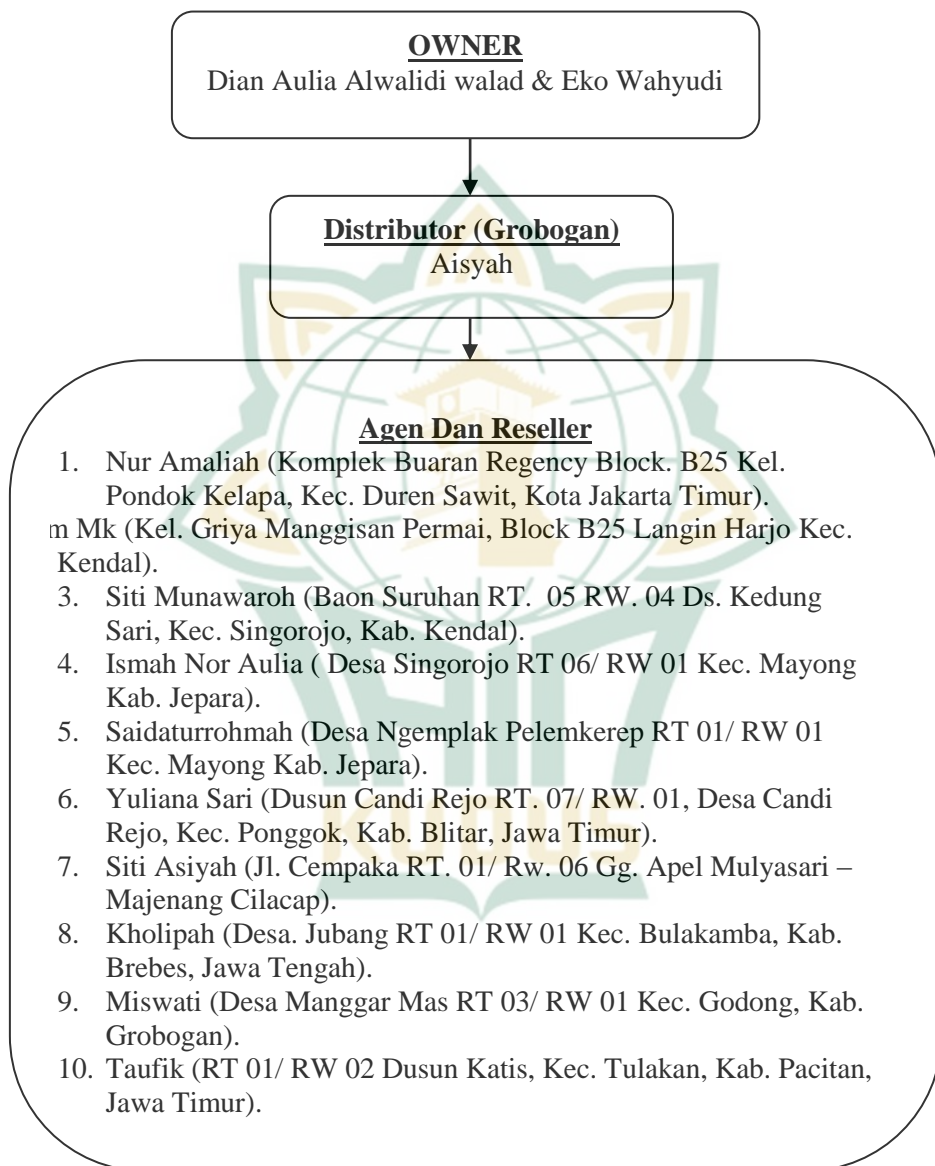 OWNER
Dian Aulia Alwalidi walad & Eko Wahyudi
Distributor (Grobogan)
Aisyah
Agen Dan Reseller
1. Nur Amaliah (Komplek Buaran Regency Block. B25 Kel.
Pondok Kelapa, Kec. Duren Sawit, Kota Jakarta Timur).
m Mk (Kel. Griya Manggisan Permai, Block B25 Langin Harjo Kec.
Kendal).
3. Siti Munawaroh (Baon Suruhan RT. 05 RW. 04 Ds. Kedung
Sari, Kec. Singorojo, Kab. Kendal).
4. Ismah Nor Aulia ( Desa Singorojo RT 06/ RW 01 Kec. Mayong
Kab. Jepara).
5. Saidaturrohmah (Desa Ngemplak Pelemkerep RT 01/ RW 01
Kec. Mayong Kab. Jepara).
6. Yuliana Sari (Dusun Candi Rejo RT. 07/ RW. 01, Desa Candi
Rejo, Kec. Ponggok, Kab. Blitar, Jawa Timur).
7. Siti Asiyah (Jl. Cempaka RT. 01/ Rw. 06 Gg. Apel Mulyasari –
Majenang Cilacap).
8. Kholipah (Desa. Jubang RT 01/ RW 01 Kec. Bulakamba, Kab.
Brebes, Jawa Tengah).
9. Miswati (Desa Manggar Mas RT 03/ RW 01 Kec. Godong, Kab.
Grobogan).
10. Taufik (RT 01/ RW 02 Dusun Katis, Kec. Tulakan, Kab. Pacitan,
Jawa Timur).
KUDUS